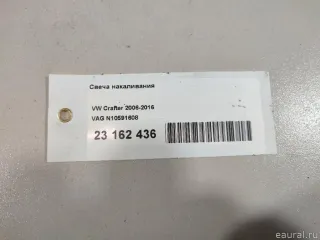 Свеча накаливания
VW Crafter 2006-2016
VAG N10591608
23 162 436
eaural.ru